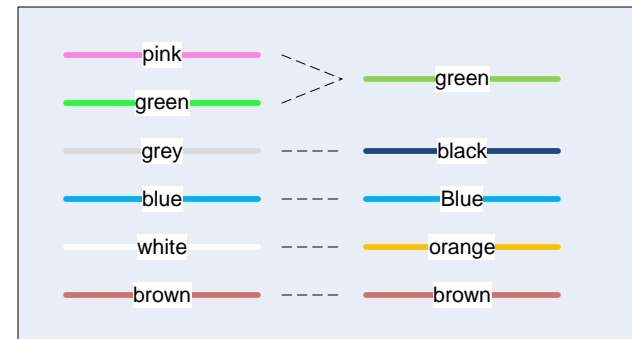 pink
green
green
grey
black
blue
Blue
white
orange
brown
brown